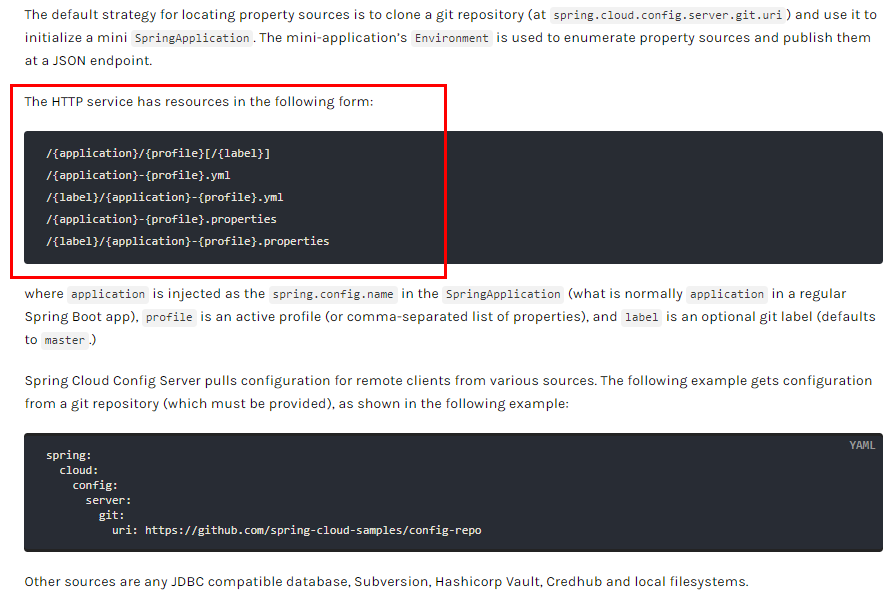 The default strategy for locating property sources is to clone a git repository (at spring.cloud.config.server.git.uri) and use it to
initialize a mini SpringApplication. The mini-application's Environment is used to enumerate property sources and publish them
at a JSON endpoint.
The HTTP service has resources in the following form:
/{application}/{profile}[/{label}]
/{application}-{profile}.yml
/{label}/{application}-{profile}.yml
/{application}-{profile}.properties
/{label}/{application}-{profile}.properties
where application is injected as the spring.config.name in the SpringApplication (what is normally application in a regular
Spring Boot app), profile is an active profile (or comma-separated list of properties), and label is an optional git label (defaults
to master.)
Spring Cloud Config Server pulls configuration for remote clients from various sources. The following example gets configuration
from a git repository (which must be provided), as shown in the following example:
YAML
spring:
  cloud:
    config:
      server:
        git:
          uri: https://github.com/spring-cloud-samples/config-repo
Other sources are any JDBC compatible database, Subversion, Hashicorp Vault, Credhub and local filesystems.